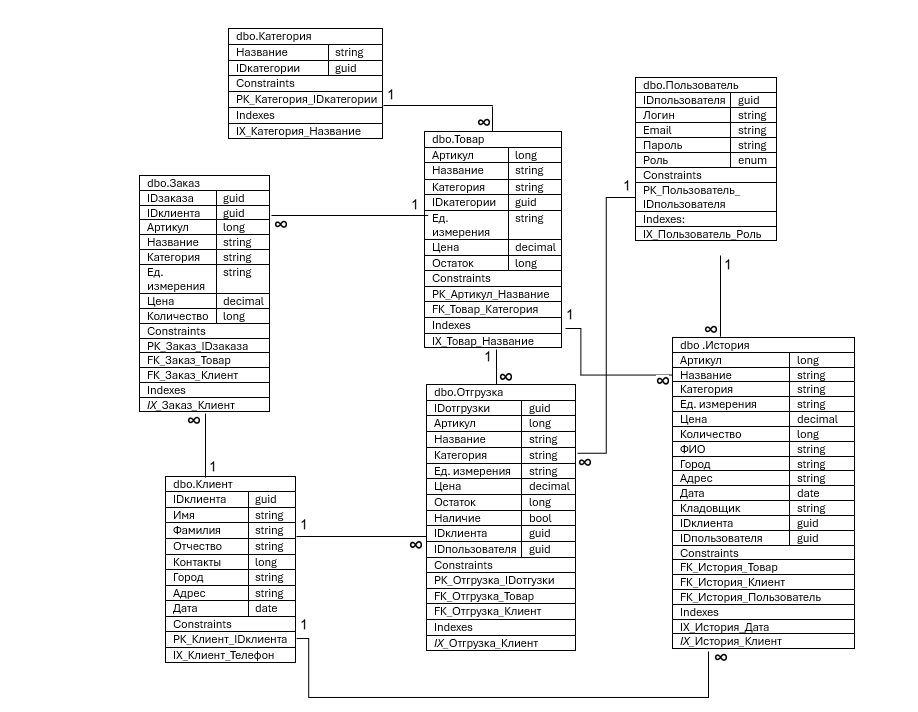 dbo.Категория
Название string
IDкатегории guid
Constraints
PK_Категория_IDкатегории
Indexes
IX_Категория_Название
1
∞
dbo.Пользователь
IDпользователя guid
Логин string
Email string
Пароль string
Роль enum
Constraints
PK_Пользователь_
IDпользователя
Indexes:
IX_Пользователь_Роль
1
1
∞
dbo.Товар
Артикул long
Название string
Категория string
IDкатегории guid
Ед. string
измерения
Цена decimal
Остаток long
Constraints
PK_Артикул_Название
FK_Товар_Категория
Indexes
IX_Товар_Название
1
1
1
∞
∞
dbo.Заказ
IDзаказа guid
IDклиента guid
Артикул long
Название string
Категория string
Ед. string
измерения
Цена decimal
Количество long
Constraints
PK_Заказ_IDзаказа
FK_Заказ_Товар
FK_Заказ_Клиент
Indexes
IX_Заказ_Клиент
∞
∞
1
dbo.Отгрузка
IDотгрузки guid
Артикул long
Название string
Категория string
Ед. измерения string
Цена decimal
Остаток long
Наличие bool
IDклиента guid
IDпользователя guid
Constraints
PK_Отгрузка_IDотгузки
FK_Отгрузка_Товар
FK_Отгрузка_Клиент
Indexes
IX_Отгрузка_Клиент
∞
∞
dbo .История
Артикул long
Название string
Категория string
Ед. измерения string
Цена decimal
Количество long
ФИО string
Город string
Адрес string
Дата date
Кладовщик string
IDклиента guid
IDпользователя guid
Constraints
FK_История_Товар
FK_История_Клиент
FK_История_Пользователь
Indexes
IX_История_Дата
IX_История_Клиент
∞
dbo.Клиент
IDклиента guid
Имя string
Фамилия string
Отчество string
Контакты long
Город string
Адрес string
Дата date
Constraints
PK_Клиент_IDклиента
IX_Клиент_Телефон
1
∞
1